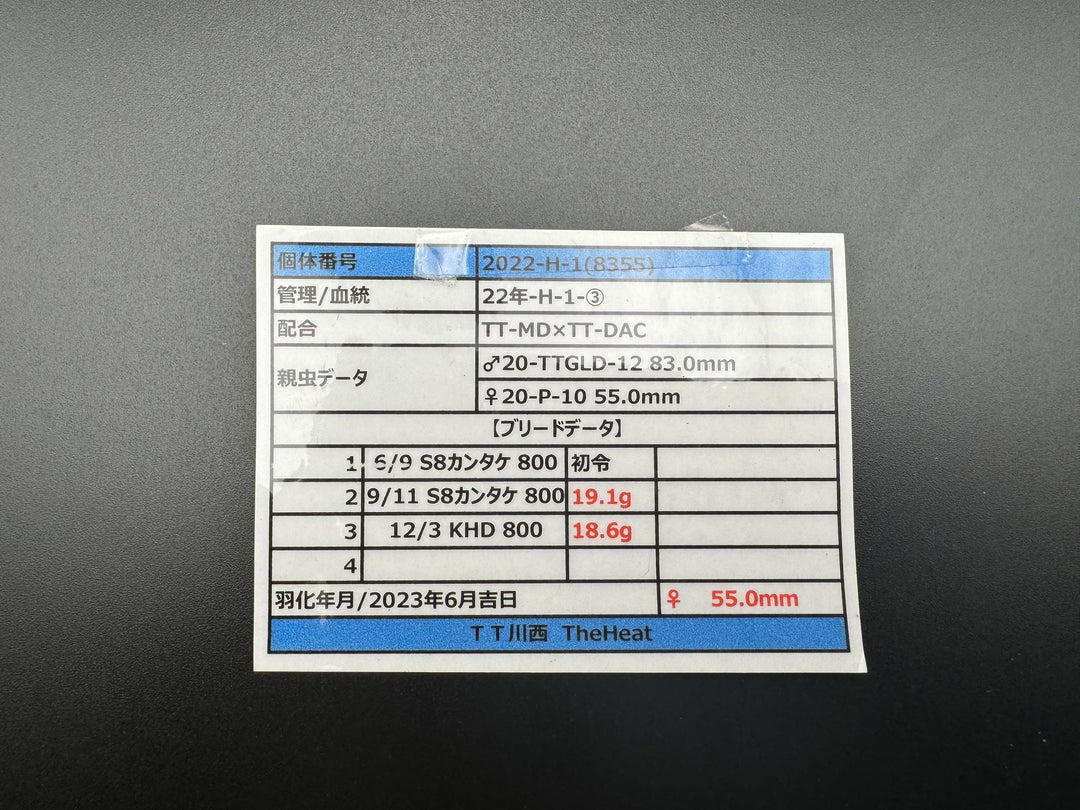 個体番号 2022-H-1(8355)
管理/血統 22年-H-1-③
配合 TT-MD×TT-DAC
親虫データ ♂20-TTGLD-12 83.0mm
♀20-P-10 55.0mm
【ブリードデータ】
1 6/9 S8カンタケ 800 初令
2 9/11 S8カンタケ 800 19.1g
3 12/3 KHD 800 18.6g
4
羽化年月/2023年6月吉日 ♀ 55.0mm
ＴＴ川西 TheHeat